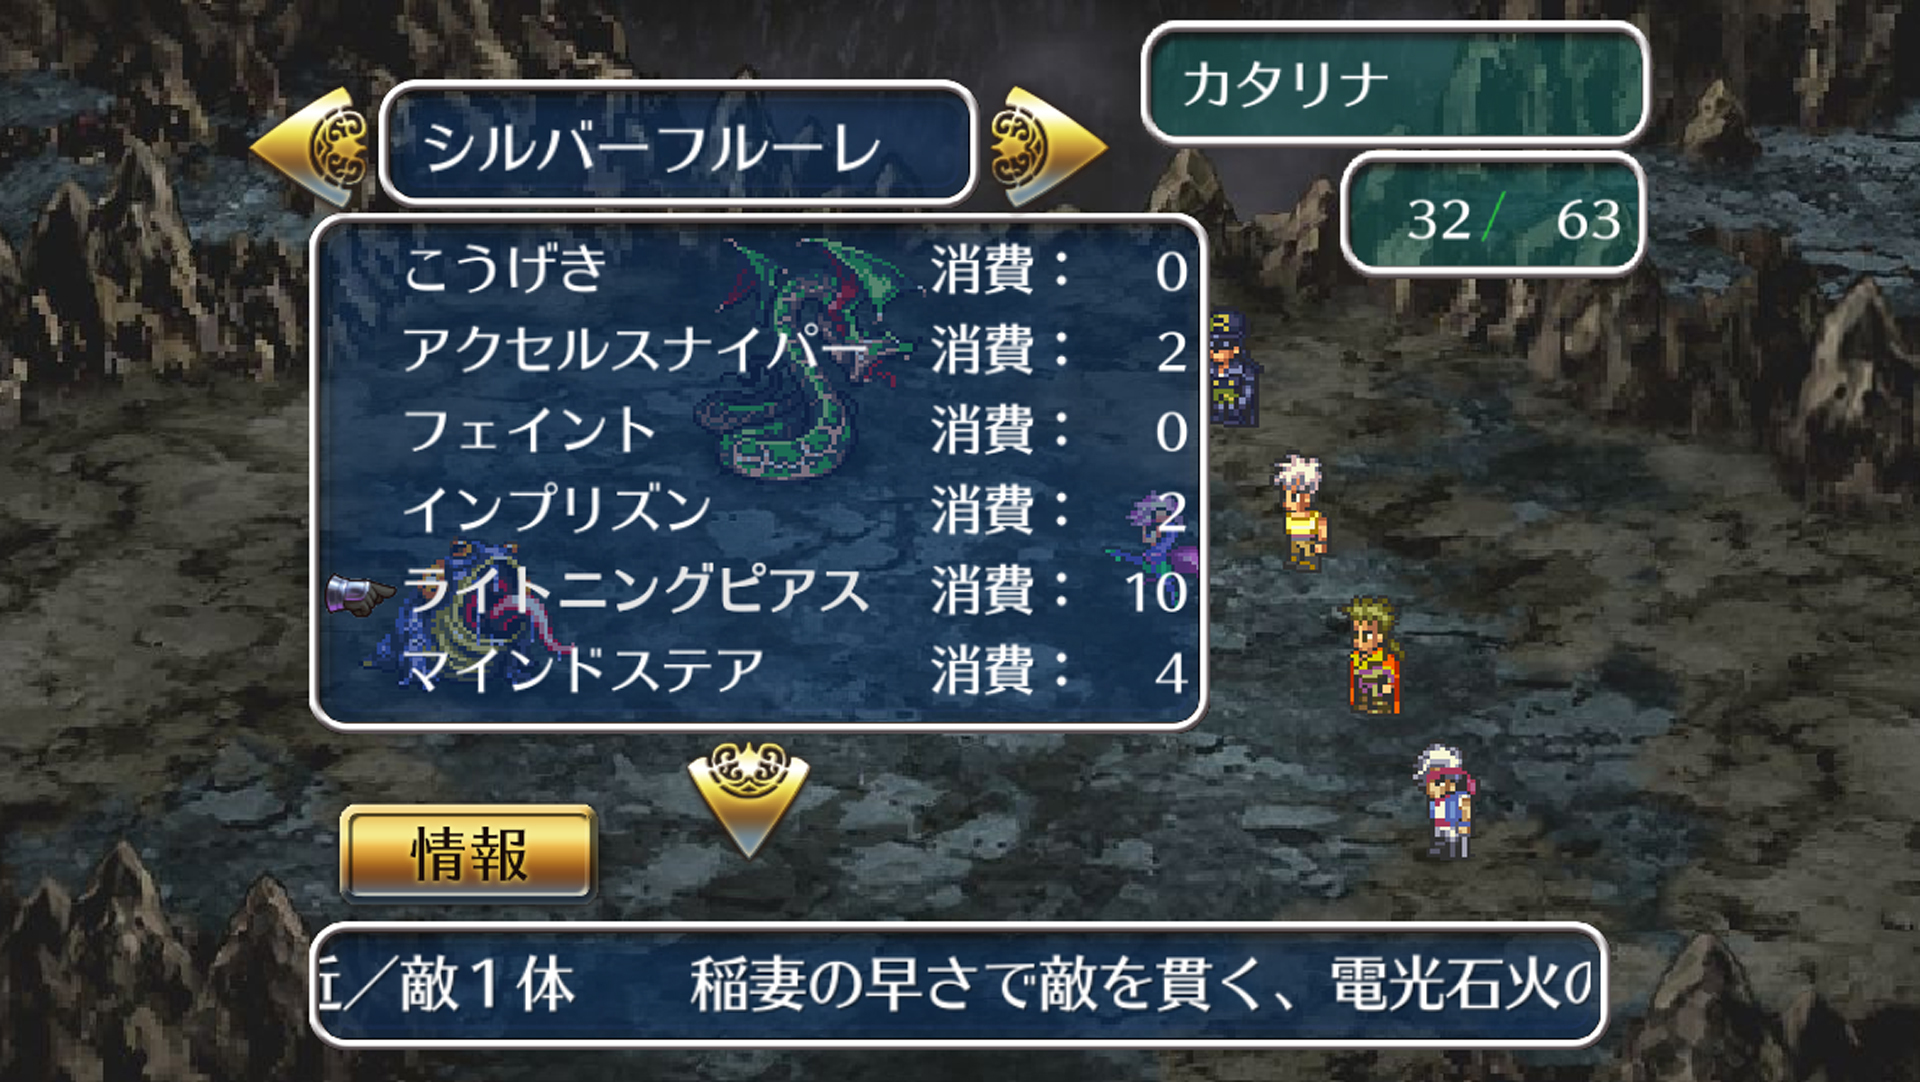 カタリナ
シルバーフルーレ
32/ 63
こうげき 消費： 0
アクセルスナイパー 消費： 2
フェイント 消費： 0
インプリズン 消費： 2
ライトニングピアス 消費： 10
マインドステア 消費： 4
情報
近／敵１体 稲妻の早さで敵を貫く、電光石火の